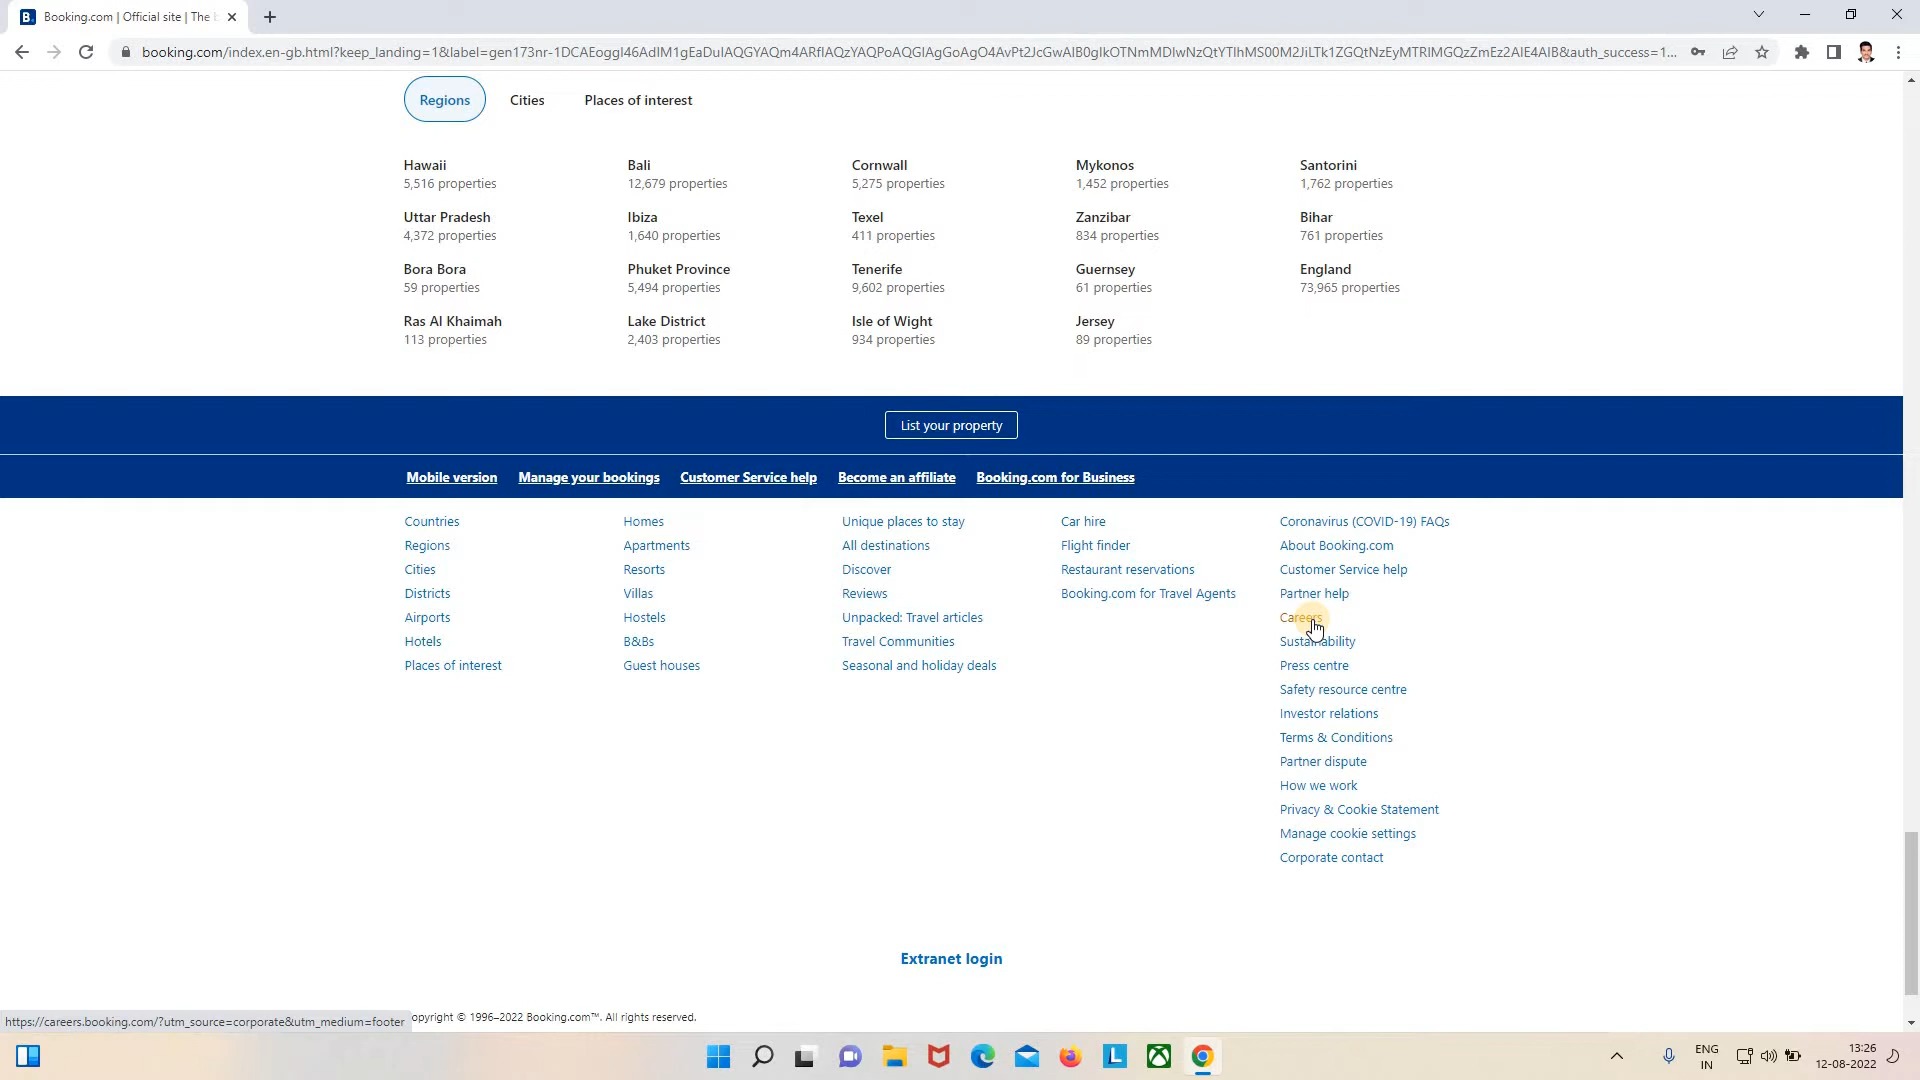 Booking.com | Official site | The b
booking.com/index.en-gb.html?keep_landing=1&label=gen173nr-1DCAEoggI46AdIM1gEaDuIAQGYAQm4ARfIAQzYAQPoAQGIAgGoAgO4AvPt2JcGwAIB0gIkOTNmMDIwNzQtYTlhMS00M2JiLTk1ZGQtNzEyMTRlMGQzZmEz2AIE4AIB&auth_success=1...
Regions Cities Places of interest
Hawaii Bali Cornwall Mykonos Santorini
5,516 properties 12,679 properties 5,275 properties 1,452 properties 1,762 properties
Uttar Pradesh Ibiza Texel Zanzibar Bihar
4,372 properties 1,640 properties 411 properties 834 properties 761 properties
Bora Bora Phuket Province Tenerife Guernsey England
59 properties 5,494 properties 9,602 properties 61 properties 73,965 properties
Ras Al Khaimah Lake District Isle of Wight Jersey
113 properties 2,403 properties 934 properties 89 properties
List your property
Mobile version Manage your bookings Customer Service help Become an affiliate Booking.com for Business
Countries Homes Unique places to stay Car hire Coronavirus (COVID-19) FAQs
Regions Apartments All destinations Flight finder About Booking.com
Cities Resorts Discover Restaurant reservations Customer Service help
Districts Villas Reviews Booking.com for Travel Agents Partner help
Airports Hostels Unpacked: Travel articles Careers
Hotels B&Bs Travel Communities Sustainability
Places of interest Guest houses Seasonal and holiday deals Press centre
Safety resource centre
Investor relations
Terms & Conditions
Partner dispute
How we work
Privacy & Cookie Statement
Manage cookie settings
Corporate contact
Extranet login
https://careers.booking.com/?utm_source=corporate&utm_medium=footer
opyright © 1996–2022 Booking.com™. All rights reserved.
ENG 13:26
IN 12-08-2022